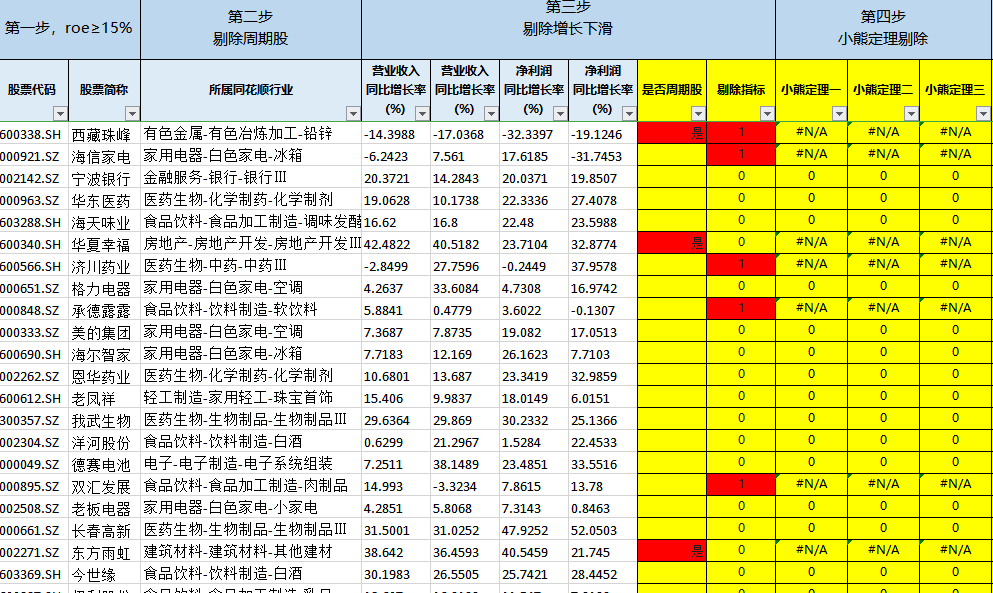 第一步，roe≥15%
第二步
剔除周期股
第三步
剔除增长下滑
第四步
小熊定理剔除
股票代码 股票简称 所属同花顺行业 营业收入同比增长率(%) 营业收入同比增长率(%) 净利润同比增长率(%) 净利润同比增长率(%) 是否周期股 剔除指标 小熊定理一 小熊定理二 小熊定理三
600338.SH 西藏珠峰 有色金属-有色冶炼加工-铅锌 -14.3988 -17.0368 -32.3397 -19.1246 是 1 #N/A #N/A #N/A
000921.SZ 海信家电 家用电器-白色家电-冰箱 -6.2423 7.561 17.6185 -31.7453 1 #N/A #N/A #N/A
002142.SZ 宁波银行 金融服务-银行-银行Ⅲ 20.3721 14.2843 20.0371 19.8507 0 0 0 0
000963.SZ 华东医药 医药生物-化学制药-化学制剂 19.0628 10.1738 22.3336 27.4078 0 0 0 0
603288.SH 海天味业 食品饮料-食品加工制造-调味发酵 16.62 16.8 22.48 23.5988 0 0 0 0
600340.SH 华夏幸福 房地产-房地产开发-房地产开发Ⅲ 42.4822 40.5182 23.7104 32.8774 是 0 #N/A #N/A #N/A
600566.SH 济川药业 医药生物-中药-中药Ⅲ -2.8499 27.7596 -0.2449 37.9578 1 #N/A #N/A #N/A
000651.SZ 格力电器 家用电器-白色家电-空调 4.2637 33.6084 4.7308 16.9742 0 0 0 0
000848.SZ 承德露露 食品饮料-饮料制造-软饮料 5.8841 0.4779 3.6022 -0.1307 1 #N/A #N/A #N/A
000333.SZ 美的集团 家用电器-白色家电-空调 7.3687 7.8735 19.082 17.0513 0 0 0 0
600690.SH 海尔智家 家用电器-白色家电-冰箱 7.7183 12.169 26.1623 7.7103 0 0 0 0
002262.SZ 恩华药业 医药生物-化学制药-化学制剂 10.6801 13.687 23.3419 32.9859 0 0 0 0
600612.SH 老凤祥 轻工制造-家用轻工-珠宝首饰 15.406 9.9837 18.0149 6.0151 0 0 0 0
300357.SZ 我武生物 医药生物-生物制品-生物制品Ⅲ 29.6364 29.869 30.2332 25.1366 0 0 0 0
002304.SZ 洋河股份 食品饮料-饮料制造-白酒 0.6299 21.2967 1.5284 22.4533 0 0 0 0
000049.SZ 德赛电池 电子-电子制造-电子系统组装 7.2511 38.1489 23.4851 33.5516 0 0 0 0
000895.SZ 双汇发展 食品饮料-食品加工制造-肉制品 14.993 -3.3234 7.8615 13.78 1 #N/A #N/A #N/A
002508.SZ 老板电器 家用电器-白色家电-小家电 4.2851 5.8068 7.3143 0.8463 0 0 0 0
000661.SZ 长春高新 医药生物-生物制品-生物制品Ⅲ 31.5001 31.0252 47.9252 52.0503 0 0 0 0
002271.SZ 东方雨虹 建筑材料-建筑材料-其他建材 38.642 36.4593 40.5459 21.745 是 0 #N/A #N/A #N/A
603369.SH 今世缘 食品饮料-饮料制造-白酒 30.1983 26.5505 25.7421 28.4452 0 0 0 0